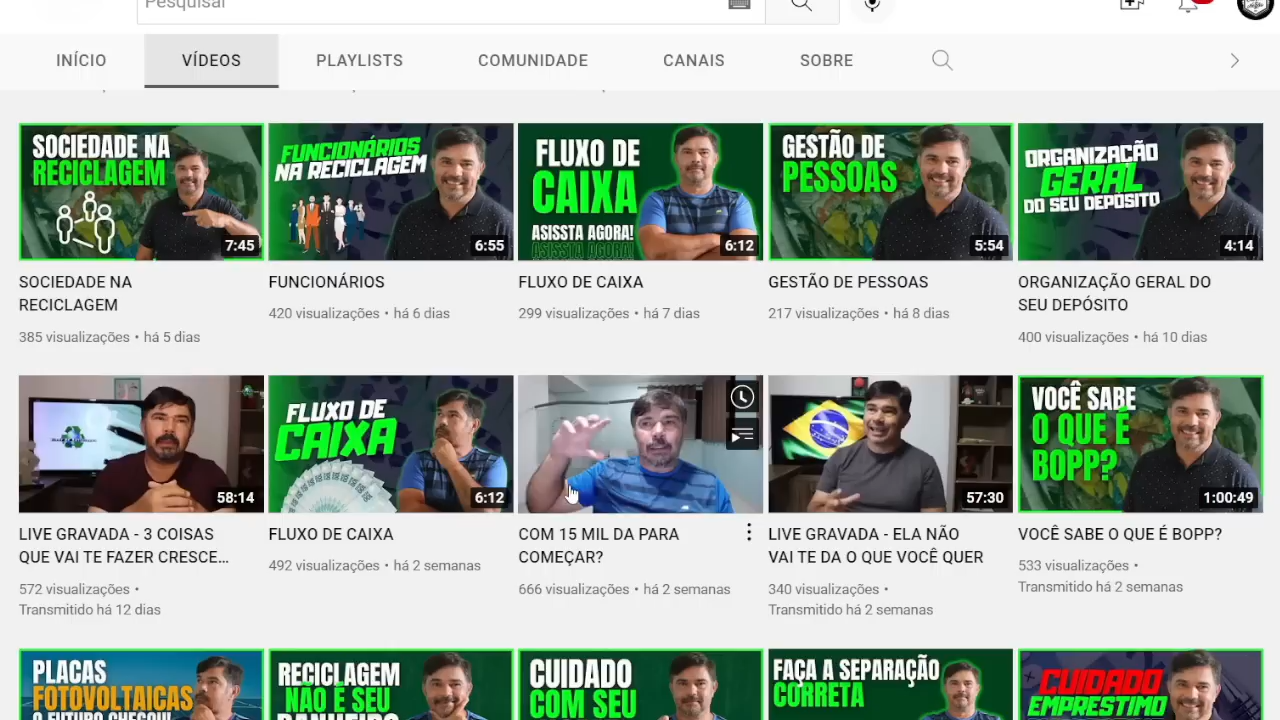 Pesquisar
INÍCIO
VÍDEOS
PLAYLISTS
COMUNIDADE
CANAIS
SOBRE
SOCIEDADE NA
RECICLAGEM
7:45
FUNCIONÁRIOS
NA RECICLAGEM
6:55
FLUXO DE
CAIXA
ASISSTA AGORA!
ASISSTA AGORA!
6:12
GESTÃO DE
PESSOAS
5:54
ORGANIZAÇÃO
GERAL
DO SEU DEPÓSITO
4:14
SOCIEDADE NA
RECICLAGEM
385 visualizações • há 5 dias
FUNCIONÁRIOS
420 visualizações • há 6 dias
FLUXO DE CAIXA
299 visualizações • há 7 dias
GESTÃO DE PESSOAS
217 visualizações • há 8 dias
ORGANIZAÇÃO GERAL DO
SEU DEPÓSITO
400 visualizações • há 10 dias
58:14
FLUXO DE
CAIXA
6:12
57:30
VOCÊ SABE
O QUE É
BOPP?
1:00:49
LIVE GRAVADA - 3 COISAS
QUE VAI TE FAZER CRESCE...
572 visualizações •
Transmitido há 12 dias
FLUXO DE CAIXA
492 visualizações • há 2 semanas
COM 15 MIL DA PARA
COMEÇAR?
666 visualizações • há 2 semanas
LIVE GRAVADA - ELA NÃO
VAI TE DA O QUE VOCÊ QUER
340 visualizações •
Transmitido há 2 semanas
VOCÊ SABE O QUE É BOPP?
533 visualizações •
Transmitido há 2 semanas
PLACAS
FOTOVOLTAICAS
O FUTURO CHEGOU!
RECICLAGEM
NÃO É SEU
BANHEIRO
CUIDADO
COM SEU
FAÇA A SEPARAÇÃO
CORRETA
CUIDADO
EMPRESTIMO